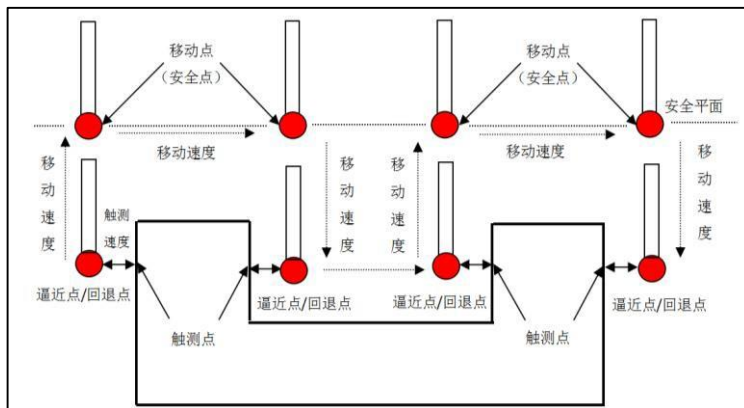 移动点
（安全点）
移动点
（安全点）
安全平面
移动速度
移动速度
移动速度
移动速度
移动速度
移动速度
触测
速度
逼近点/回退点
逼近点/回退点
逼近点/回退点
逼近点/回退点
触测点
触测点